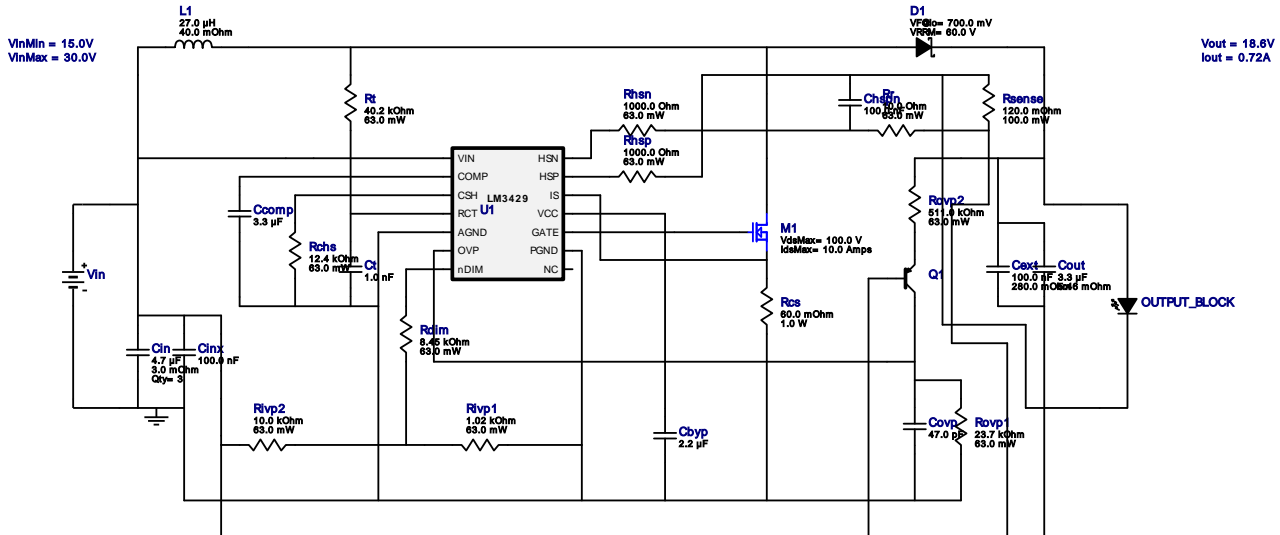 L1
27.0 µH
40.0 mOhm
D1
VRRM= 60.0 V
VinMin = 15.0V
VinMax = 30.0V
Vout = 18.6V
Iout = 0.72A
Rt
40.2 kOhm
63.0 mW
Rhsn
1000.0 Ohm
63.0 mW
Rhsp
1000.0 Ohm
63.0 mW
Rsense
120.0 mOhm
100.0 mW
63.0 mW
VIN
COMP
CSH
RCT
AGND
OVP
nDIM
LM3429
U1
HSN
HSP
IS
VCC
GATE
PGND
NC
Ccomp
3.3 µF
Rchs
12.4 kOhm
63.0 mW
Ct
1.0 nF
M1
VdsMax= 100.0 V
IdsMax= 10.0 Amps
Rovp2
511.0 kOhm
63.0 mW
Q1
Cext
100.0 nF
Cout
3.3 µF
OUTPUT_BLOCK
Vin
Rcs
60.0 mOhm
1.0 W
Rdim
8.45 kOhm
63.0 mW
Cin
4.7 µF
3.0 mOhm
Qty= 3
Cinx
100.0 nF
Rivp2
10.0 kOhm
63.0 mW
Rivp1
1.02 kOhm
63.0 mW
Cbyp
2.2 µF
Covp
47.0 pF
Rovp1
23.7 kOhm
63.0 mW